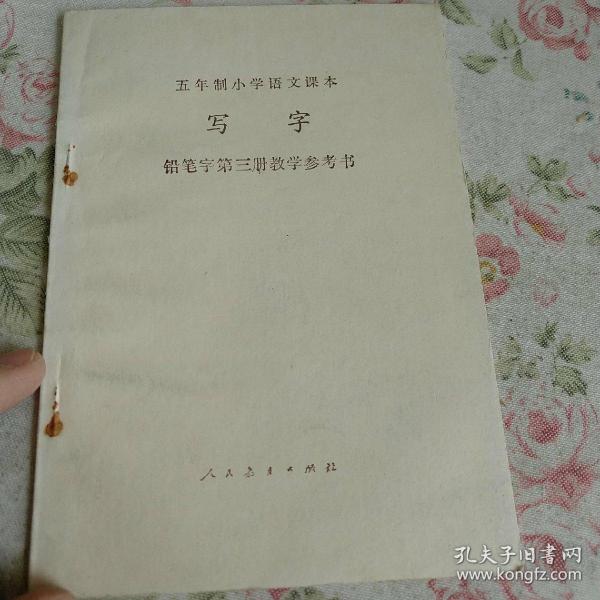 五年制小学语文课本
写字
铅笔字第三册教学参考书
人民教育出版社
孔夫子旧书网
www.kongfz.com